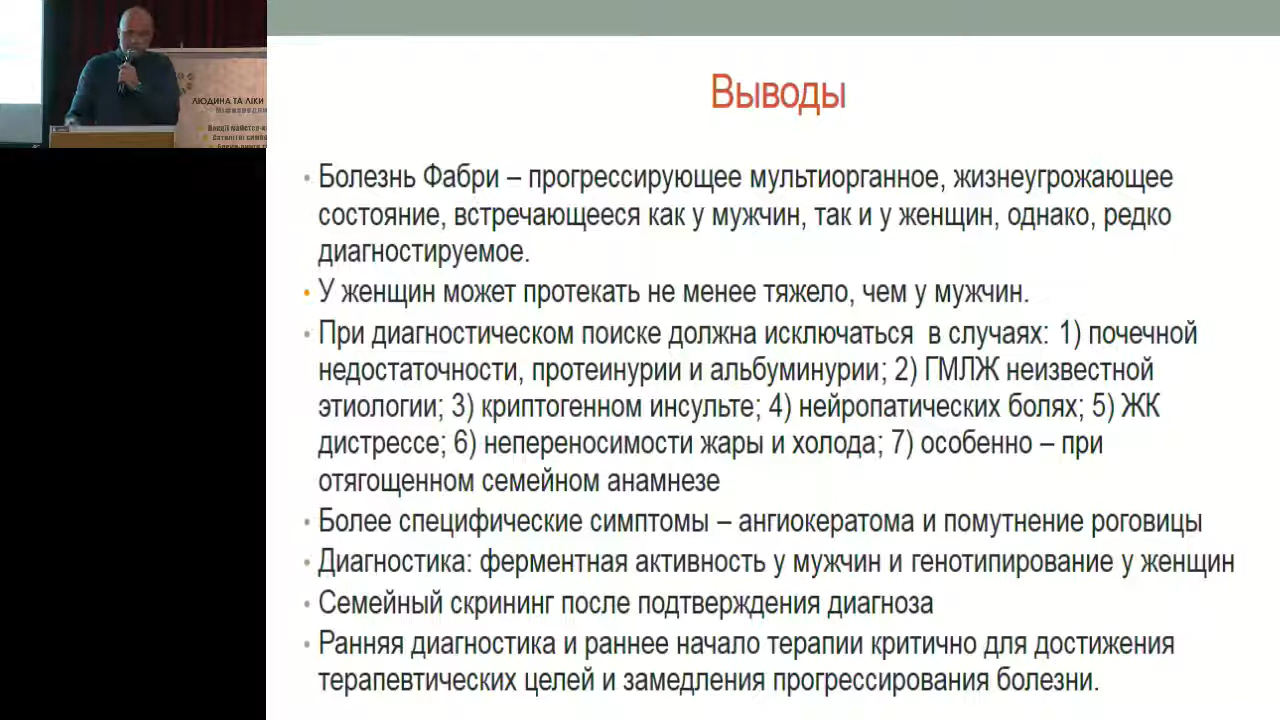 ЛЮДИНА ТА ЛІКИ
Выводы
Болезнь Фабри – прогрессирующее мультиорганное, жизнеугрожающее
состояние, встречающееся как у мужчин, так и у женщин, однако, редко
диагностируемое.
У женщин может протекать не менее тяжело, чем у мужчин.
При диагностическом поиске должна исключаться в случаях: 1) почечной
недостаточности, протеинурии и альбуминурии; 2) ГМЛЖ неизвестной
этиологии; 3) криптогенном инсульте; 4) нейропатических болях; 5) ЖК
дистрессе; 6) непереносимости жары и холода; 7) особенно – при
отягощенном семейном анамнезе
Более специфические симптомы – ангиокератома и помутнение роговицы
Диагностика: ферментная активность у мужчин и генотипирование у женщин
Семейный скрининг после подтверждения диагноза
Ранняя диагностика и раннее начало терапии критично для достижения
терапевтических целей и замедления прогрессирования болезни.